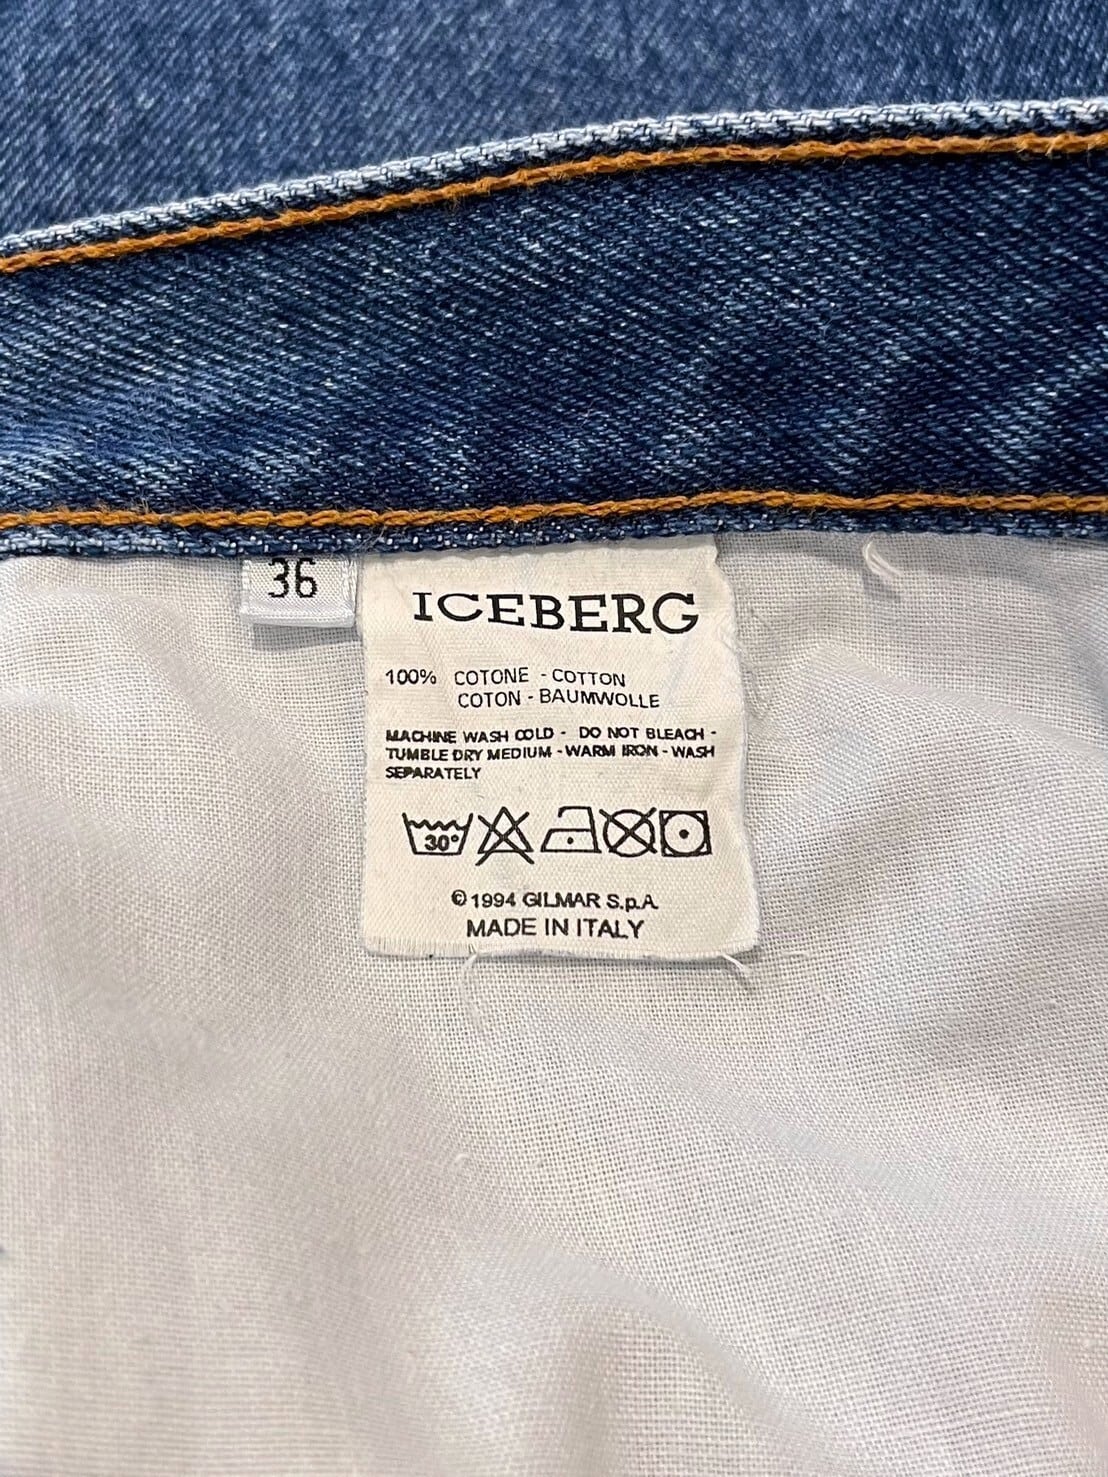 36
ICEBERG
100% COTONE - COTTON
COTON - BAUMWOLLE
MACHINE WASH COLD - DO NOT BLEACH -
TUMBLE DRY MEDIUM - WARM IRON - WASH
SEPARATELY
30°
© 1994 GILMAR S.p.A.
MADE IN ITALY